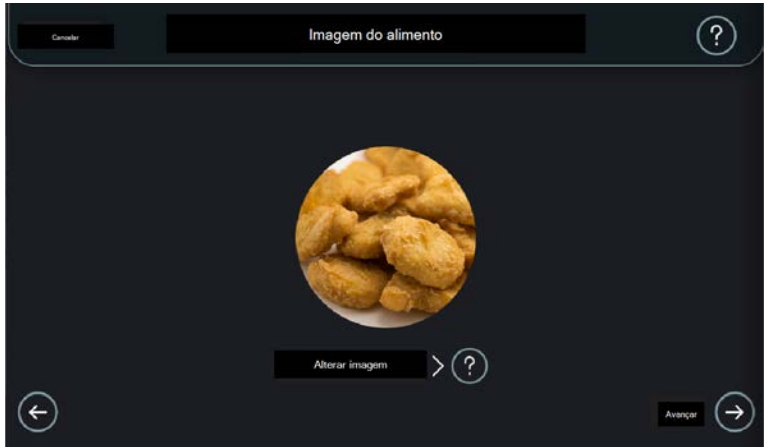 Cancelar
Imagem do alimento
?
Alterar imagem
?
Avançar